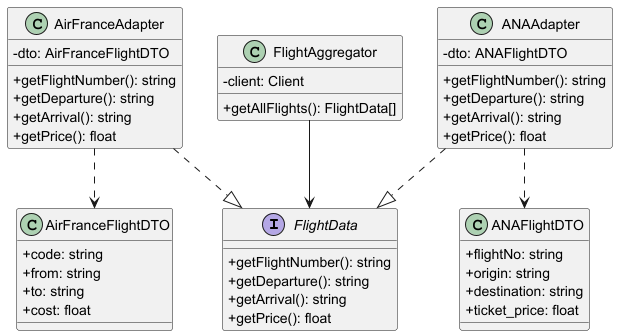 C AirFranceAdapter
-dto: AirFranceFlightDTO
+getFlightNumber(): string
+getDeparture(): string
+getArrival(): string
+getPrice(): float
C FlightAggregator
-client: Client
+getAllFlights(): FlightData[]
C ANAAdapter
-dto: ANAFlightDTO
+getFlightNumber(): string
+getDeparture(): string
+getArrival(): string
+getPrice(): float
C AirFranceFlightDTO
+code: string
+from: string
+to: string
+cost: float
I FlightData
+getFlightNumber(): string
+getDeparture(): string
+getArrival(): string
+getPrice(): float
C ANAFlightDTO
+flightNo: string
+origin: string
+destination: string
+ticket_price: float